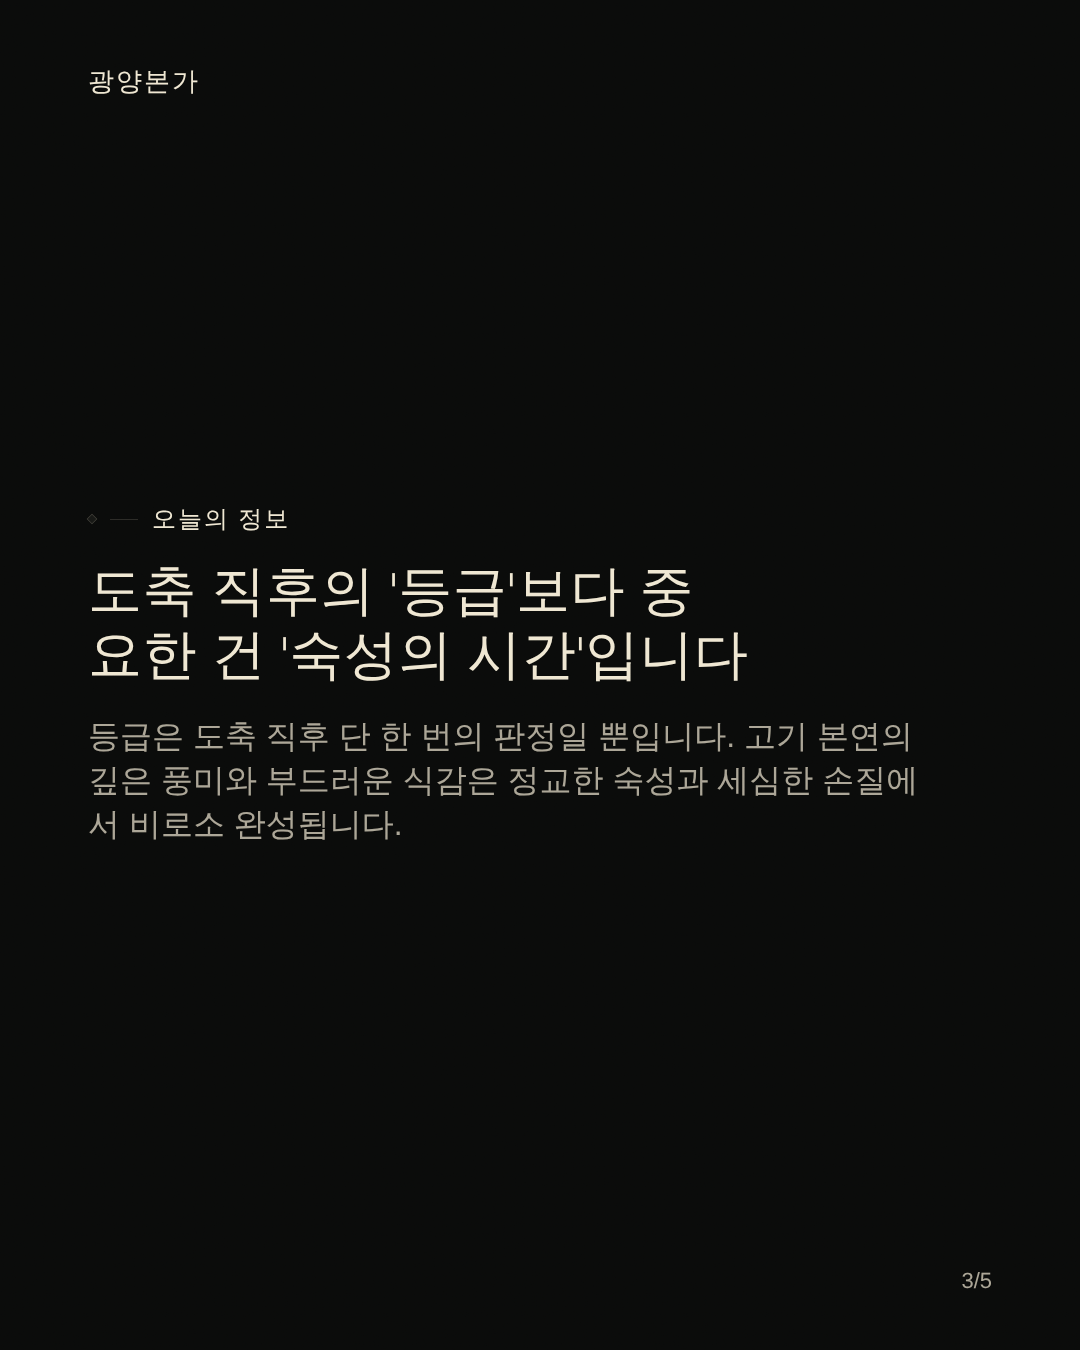 광양본가
오늘의 정보
도축 직후의 '등급'보다 중
요한 건 '숙성의 시간'입니다
등급은 도축 직후 단 한 번의 판정일 뿐입니다. 고기 본연의
깊은 풍미와 부드러운 식감은 정교한 숙성과 세심한 손질에
서 비로소 완성됩니다.
3/5